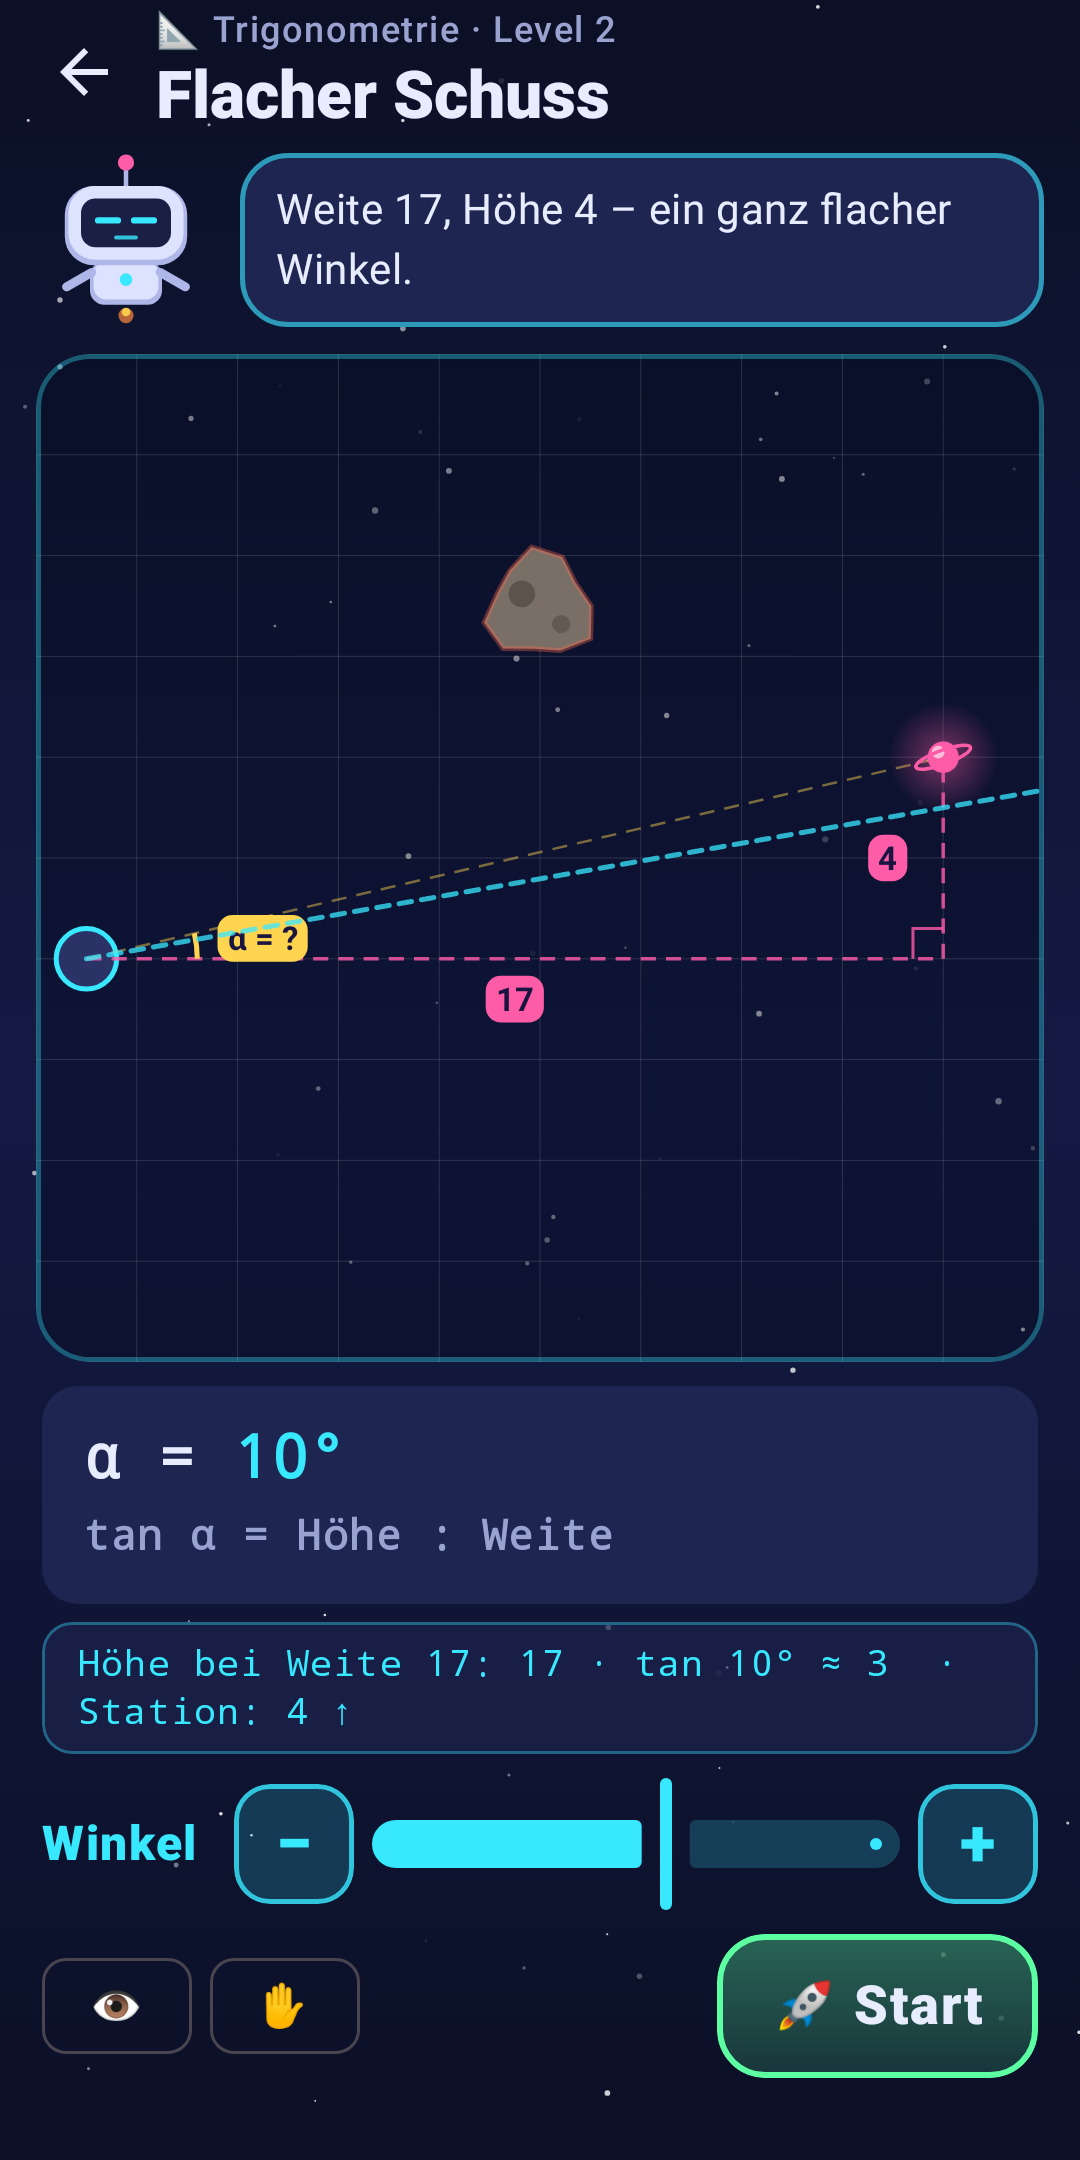 Trigonometrie · Level 2
Flacher Schuss
Weite 17, Höhe 4 – ein ganz flacher
Winkel.
4
α = ?
17
α = 10°
tan α = Höhe : Weite
Höhe bei Weite 17: 17 · tan 10° ≈ 3 ·
Station: 4 ↑
Winkel − +
Start